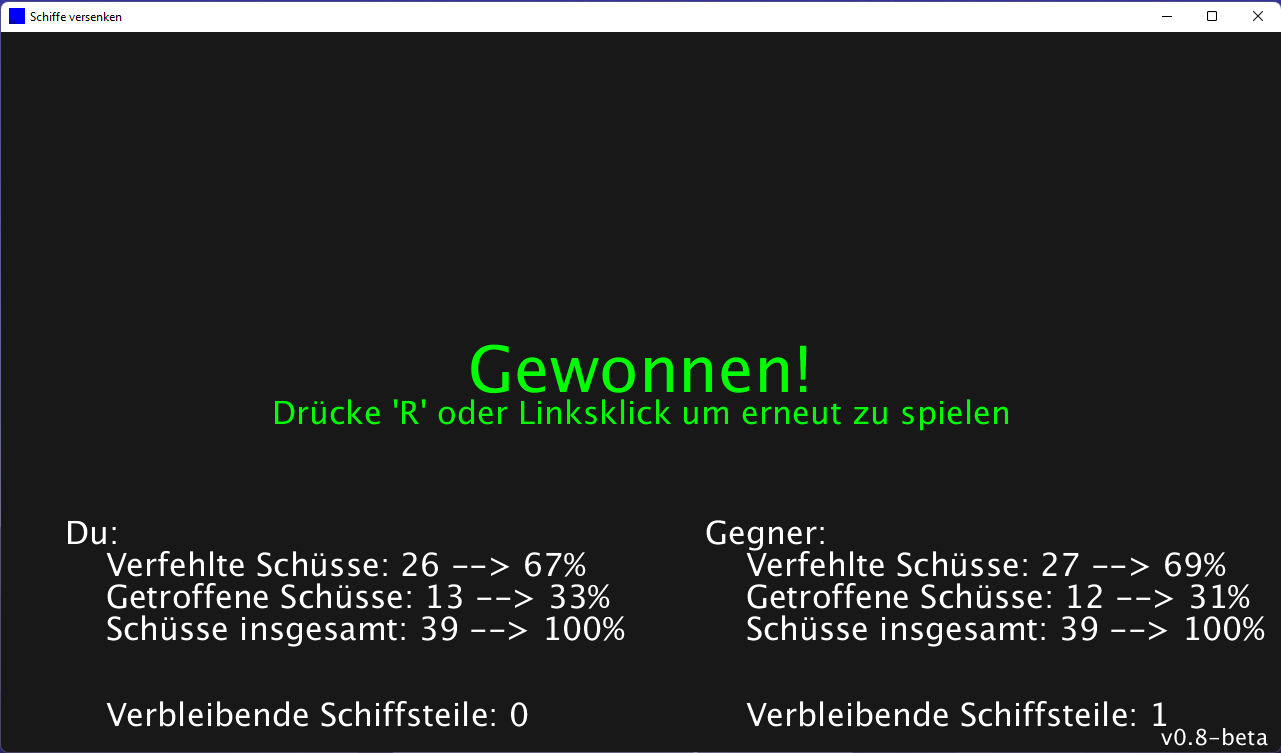 Schiffe versenken
Gewonnen!
Drücke 'R' oder Linksklick um erneut zu spielen
Du:
Verfehlte Schüsse: 26 --> 67%
Getroffene Schüsse: 13 --> 33%
Schüsse insgesamt: 39 --> 100%
Verbleibende Schiffsteile: 0
Gegner:
Verfehlte Schüsse: 27 --> 69%
Getroffene Schüsse: 12 --> 31%
Schüsse insgesamt: 39 --> 100%
Verbleibende Schiffsteile: 1
v0.8-beta